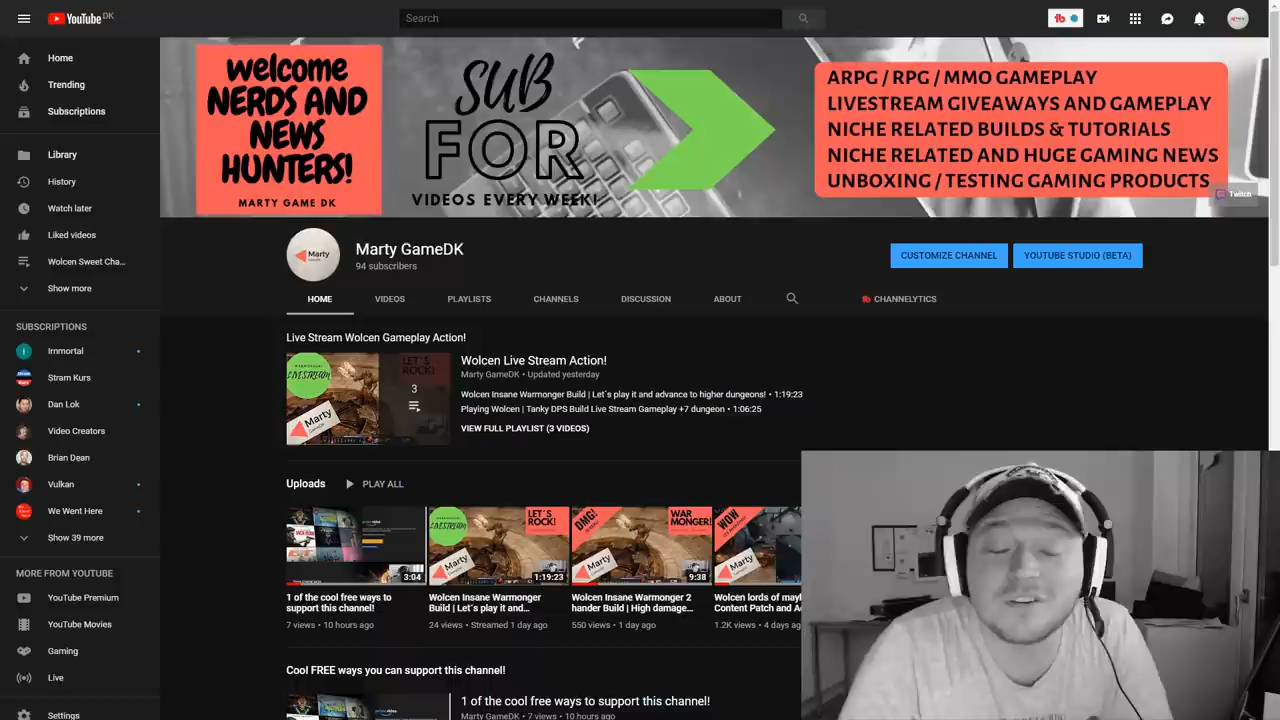 YouTube DK
Search
Home
Trending
Subscriptions
Library
History
Watch later
Liked videos
Wolcen Sweet Cha...
Show more
SUBSCRIPTIONS
Immortal
Stram Kurs
Dan Lok
Video Creators
Brian Dean
Vulkan
We Went Here
Show 39 more
MORE FROM YOUTUBE
YouTube Premium
YouTube Movies
Gaming
Live
Settings
welcome
NERDS AND
NEWS
HUNTERS!
MARTY GAME DK
SUB
FOR
VIDEOS EVERY WEEK!
ARPG / RPG / MMO GAMEPLAY
LIVESTREAM GIVEAWAYS AND GAMEPLAY
NICHE RELATED BUILDS & TUTORIALS
NICHE RELATED AND HUGE GAMING NEWS
UNBOXING / TESTING GAMING PRODUCTS
Twitch
Marty
Marty GameDK
94 subscribers
CUSTOMIZE CHANNEL
YOUTUBE STUDIO (BETA)
HOME VIDEOS PLAYLISTS CHANNELS DISCUSSION ABOUT CHANNELYTICS
Live Stream Wolcen Gameplay Action!
LIVESTREAM
LET'S
ROCK!
3
Marty
Wolcen Live Stream Action!
Marty GameDK • Updated yesterday
Wolcen Insane Warmonger Build | Let´s play it and advance to higher dungeons! • 1:19:23
Playing Wolcen | Tanky DPS Build Live Stream Gameplay +7 dungeon • 1:06:25
VIEW FULL PLAYLIST (3 VIDEOS)
Uploads PLAY ALL
3:04
LIVESTREAM
LET'S
ROCK!
Marty
1:19:23
DMG!
WAR
MONGER!
Marty
9:38
WOW
Marty
1 of the cool free ways to
support this channel!
7 views • 10 hours ago
Wolcen Insane Warmonger
Build | Let´s play it and...
24 views • Streamed 1 day ago
Wolcen Insane Warmonger 2
hander Build | High damage...
550 views • 1 day ago
Wolcen lords of mayh
Content Patch and A
1.2K views • 4 days ag
Cool FREE ways you can support this channel!
1 of the cool free ways to support this channel!
Marty GameDK • 7 views • 10 hours ago